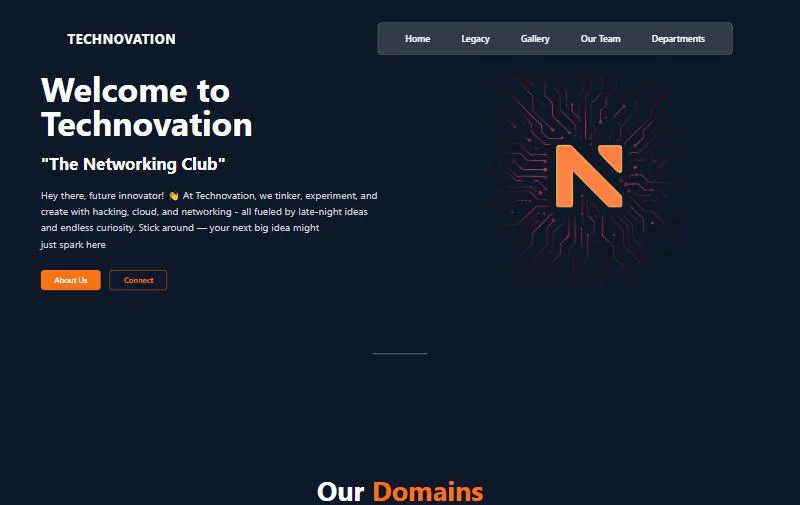 TECHNOVATION
Home Legacy Gallery Our Team Departments
Welcome to
Technovation
"The Networking Club"
Hey there, future innovator! 👋 At Technovation, we tinker, experiment, and
create with hacking, cloud, and networking - all fueled by late-night ideas
and endless curiosity. Stick around — your next big idea might
just spark here
About Us Connect
N
Our Domains